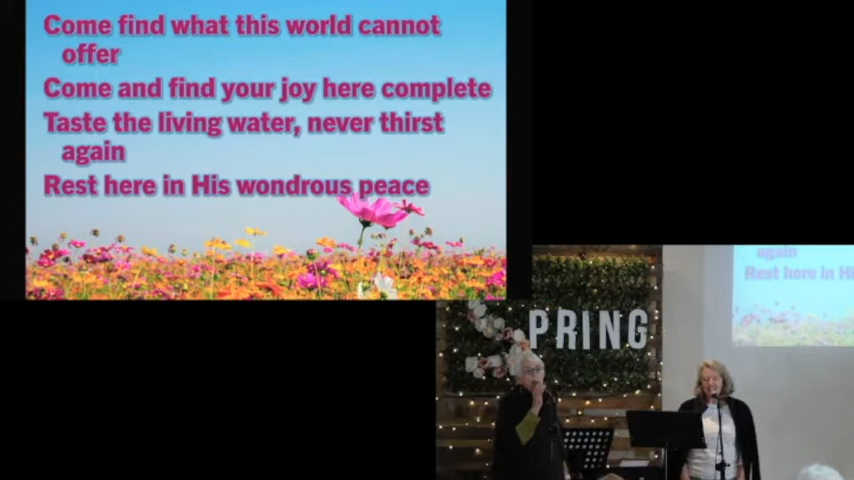 Come find what this world cannot
offer
Come and find your joy here complete
Taste the living water, never thirst
again
Rest here in His wondrous peace
again
Rest here in Hi
SPRING